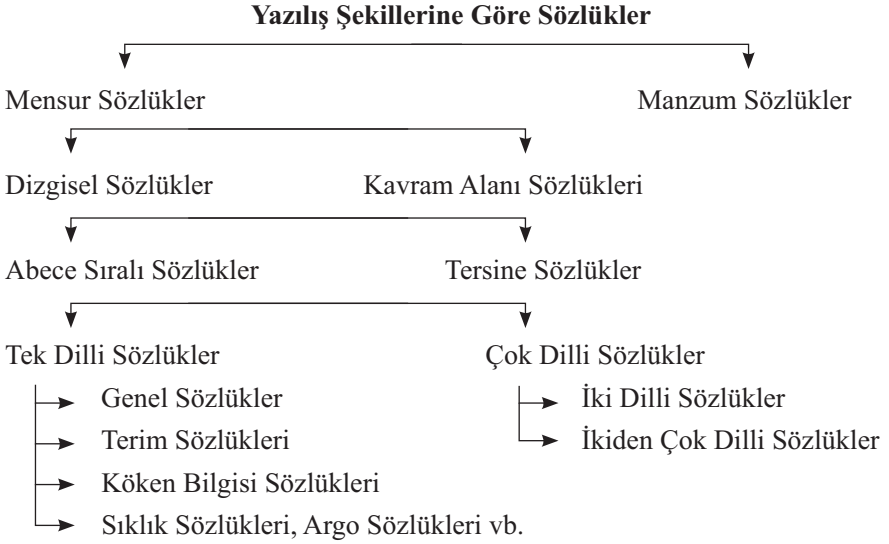 Yazılış Şekillerine Göre Sözlükler
Mensur Sözlükler Manzum Sözlükler
Dizgisel Sözlükler Kavram Alanı Sözlükleri
Abece Sıralı Sözlükler Tersine Sözlükler
Tek Dilli Sözlükler Çok Dilli Sözlükler
Genel Sözlükler İki Dilli Sözlükler
Terim Sözlükleri İkiden Çok Dilli Sözlükler
Köken Bilgisi Sözlükleri
Sıklık Sözlükleri, Argo Sözlükleri vb.